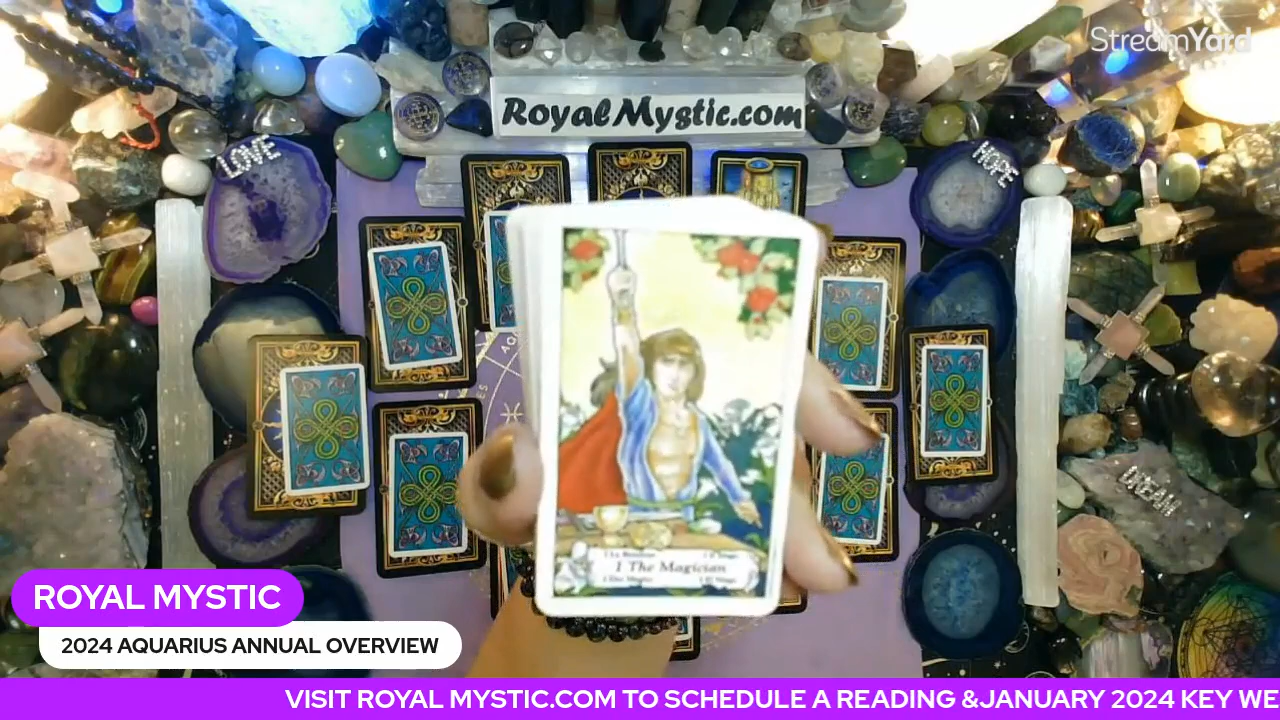 StreamYard
RoyalMystic.com
LOVE
HOPE
I The Magician
DREAM
ROYAL MYSTIC
2024 AQUARIUS ANNUAL OVERVIEW
VISIT ROYAL MYSTIC.COM TO SCHEDULE A READING &JANUARY 2024 KEY WE